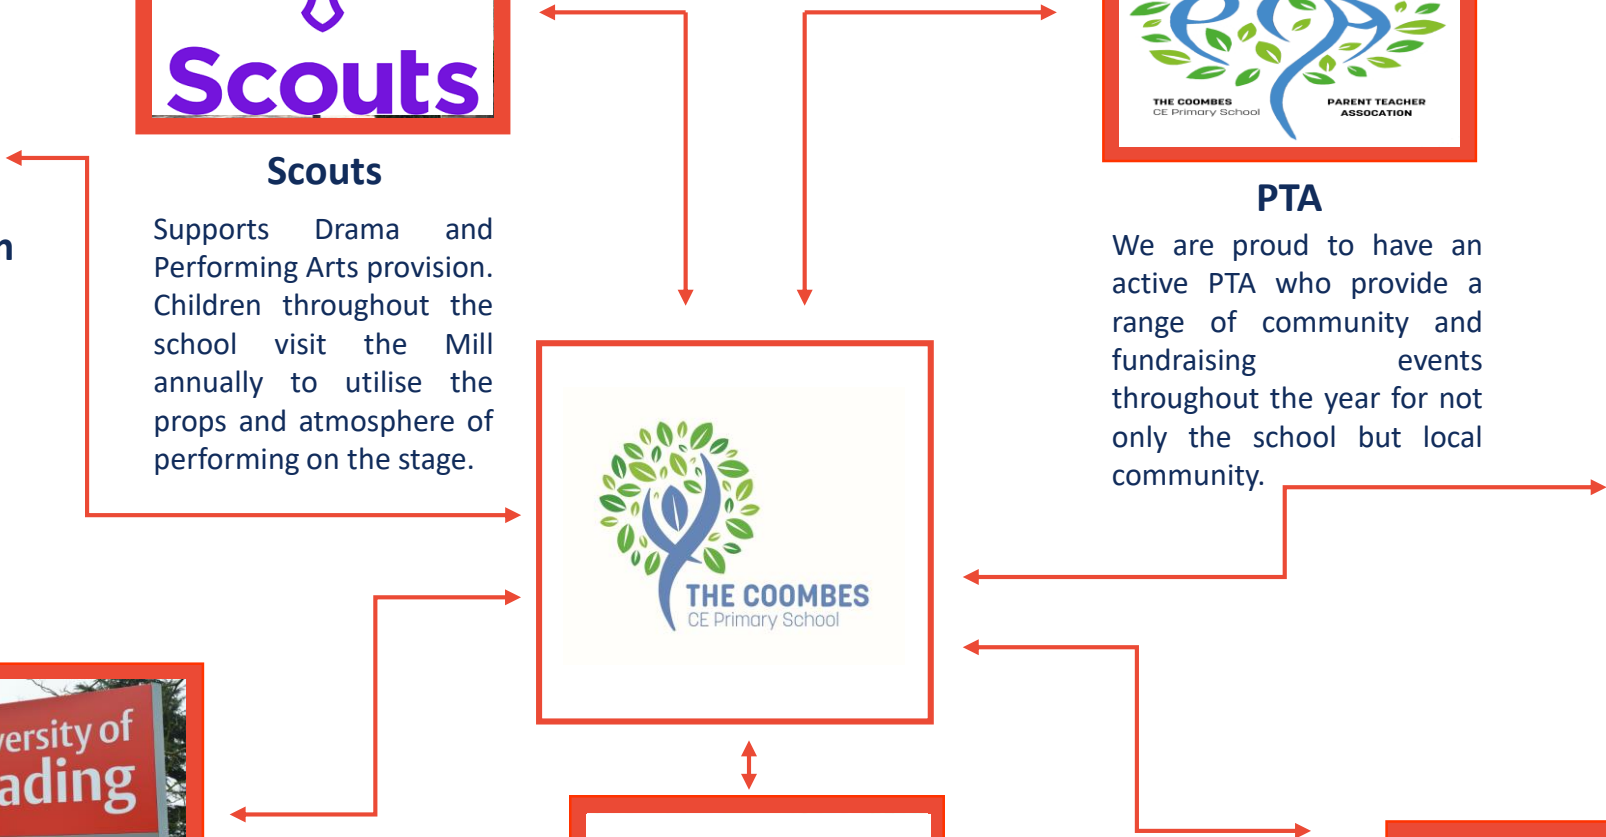 Scouts
THE COOMBES
CE Primary School
PARENT TEACHER
ASSOCATION
Scouts
Supports Drama and
Performing Arts provision.
Children throughout the
school visit the Mill
annually to utilise the
props and atmosphere of
performing on the stage.
PTA
We are proud to have an
active PTA who provide a
range of community and
fundraising events
throughout the year for not
only the school but local
community.
THE COOMBES
CE Primary School
of